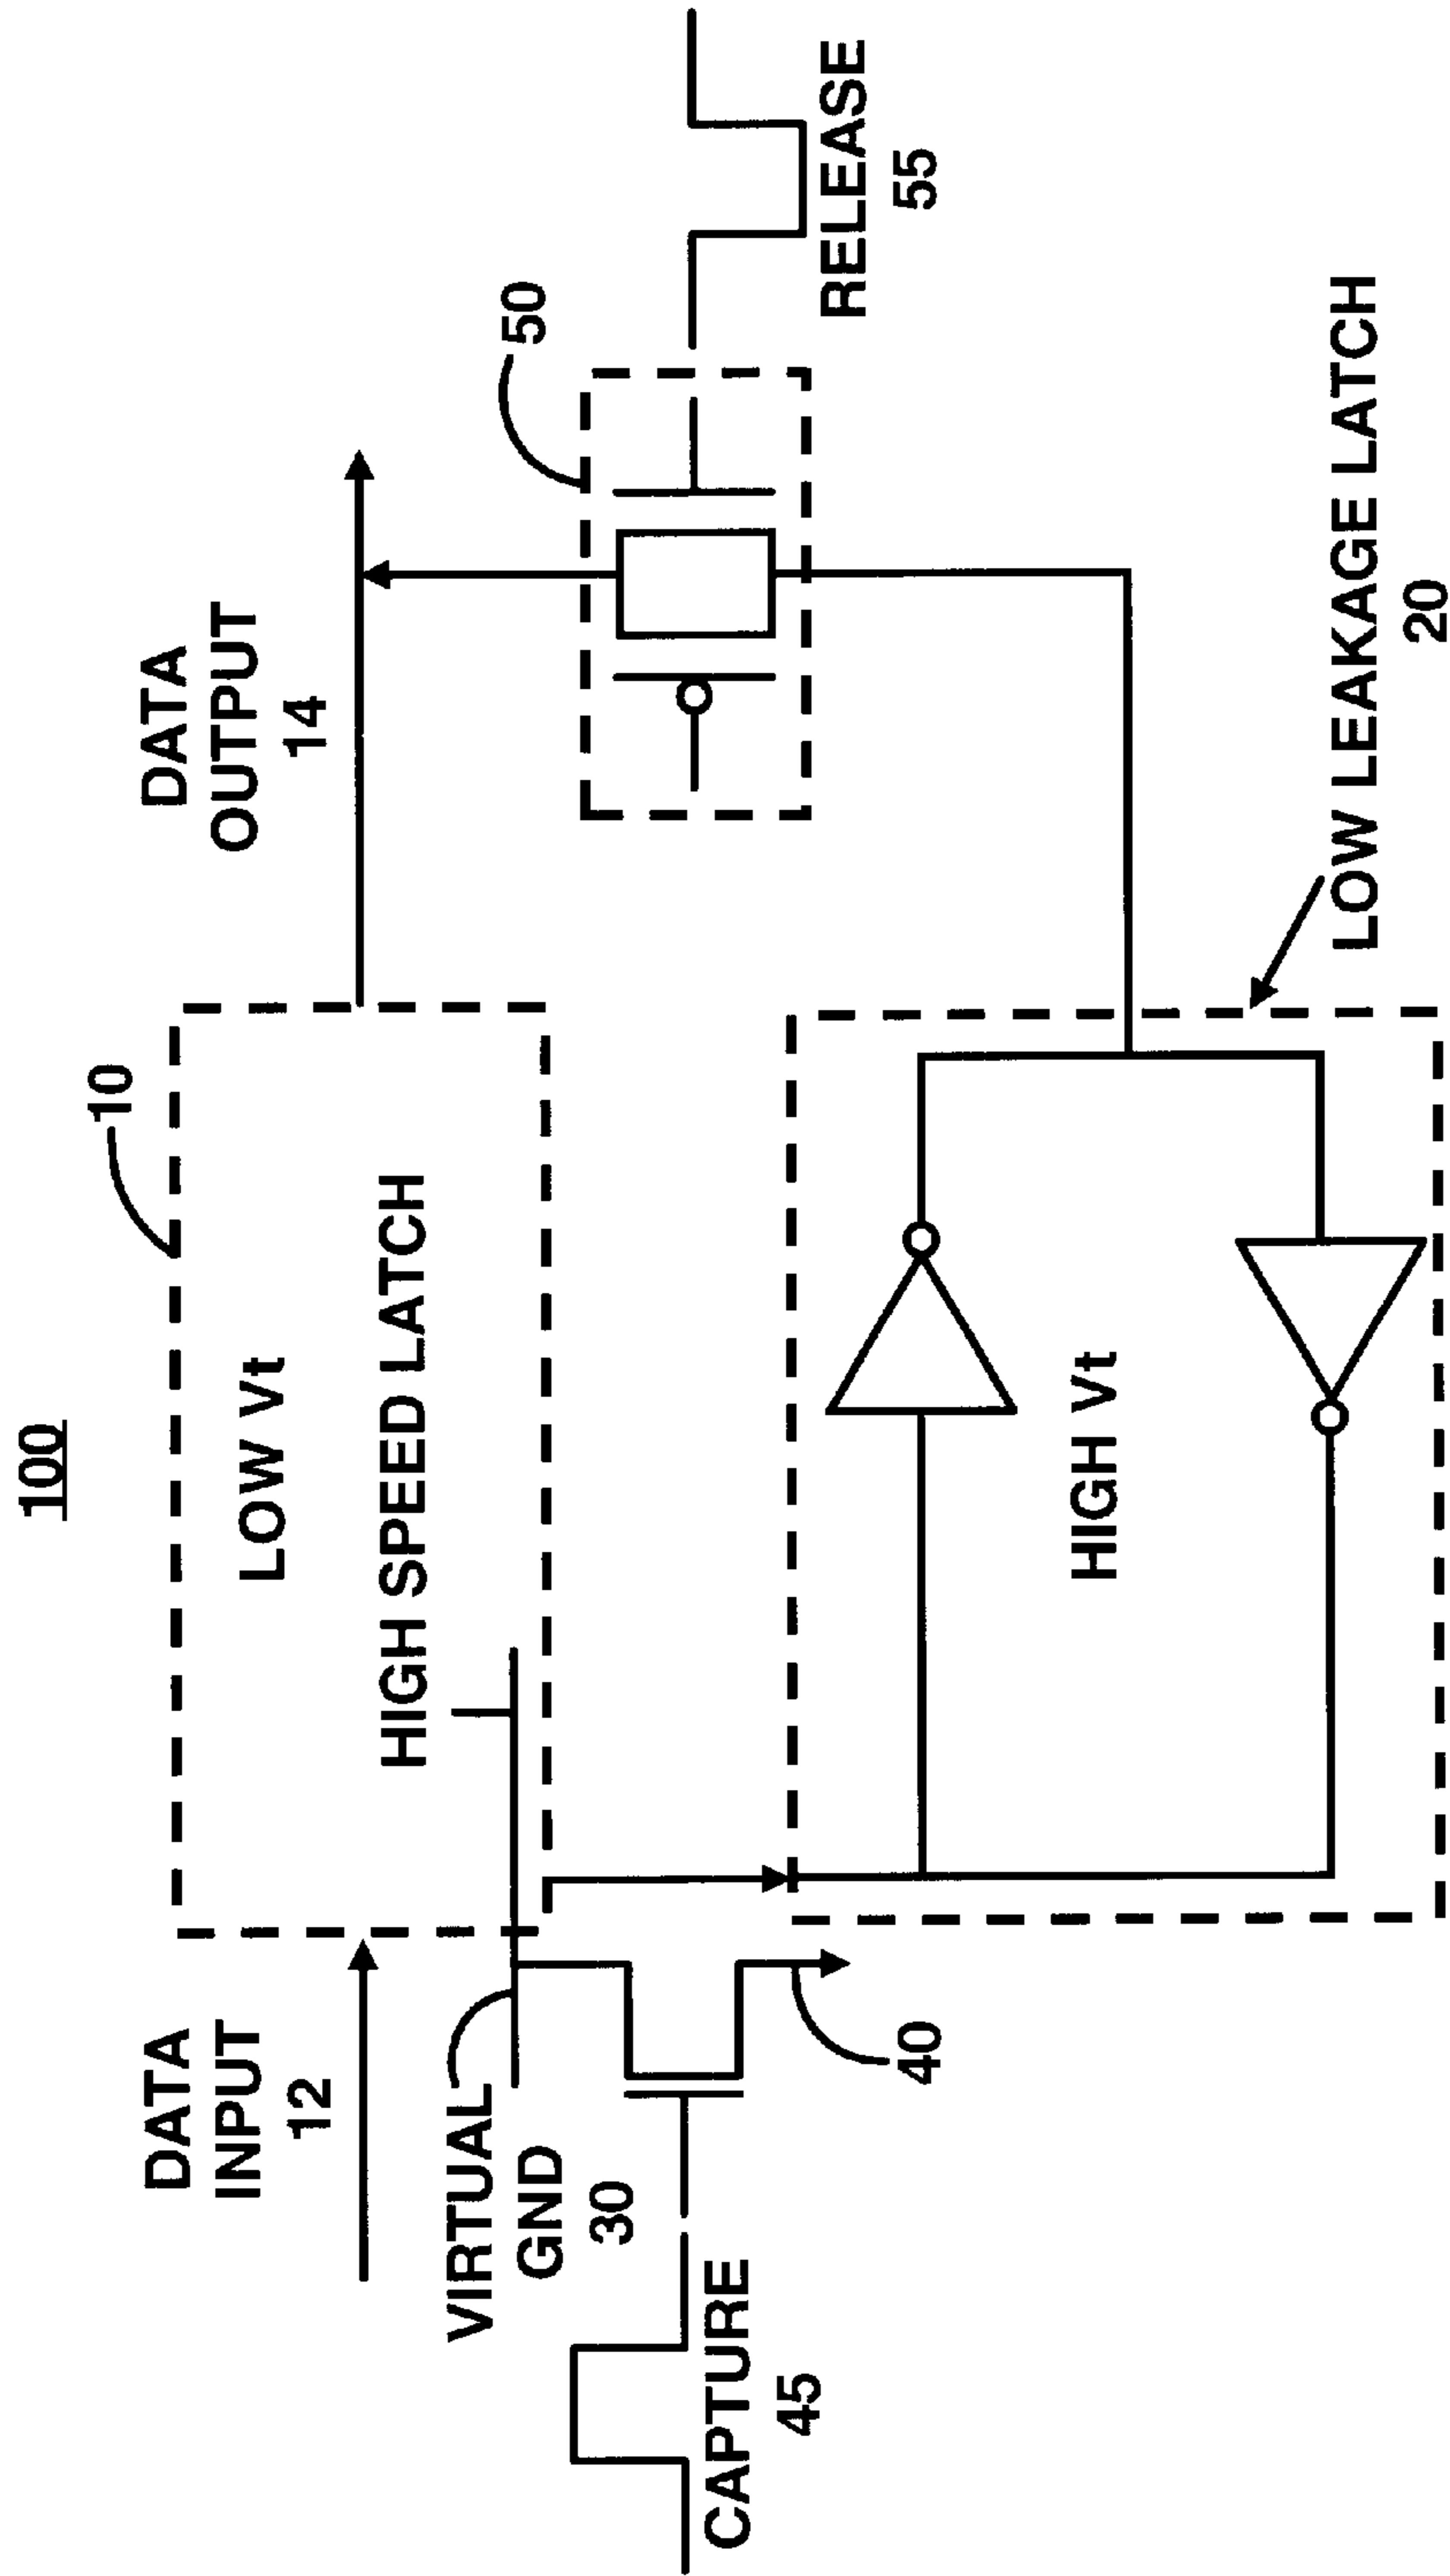 100
10
LOW Vt
HIGH SPEED LATCH
DATA
INPUT
12
DATA
OUTPUT
14
VIRTUAL
GND
30
50
CAPTURE
45
40
RELEASE
55
HIGH Vt
LOW LEAKAGE LATCH
20